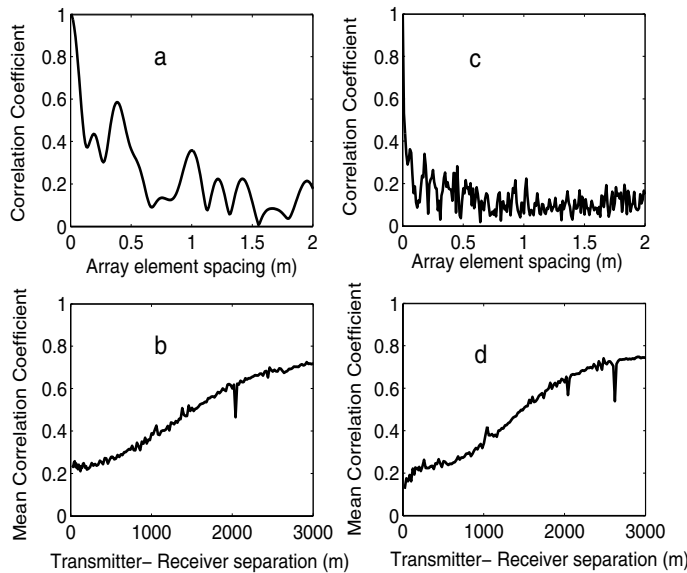 1
0.8
0.6
0.4
0.2
0
Correlation Coefficient
a
0 0.5 1 1.5 2
Array element spacing (m)
1
0.8
0.6
0.4
0.2
0
Correlation Coefficient
c
0 0.5 1 1.5 2
Array element spacing (m)
1
0.8
0.6
0.4
0.2
0
Mean Correlation Coefficient
b
0 1000 2000 3000
Transmitter– Receiver separation (m)
1
0.8
0.6
0.4
0.2
0
Mean Correlation Coefficient
d
0 1000 2000 3000
Transmitter– Receiver separation (m)